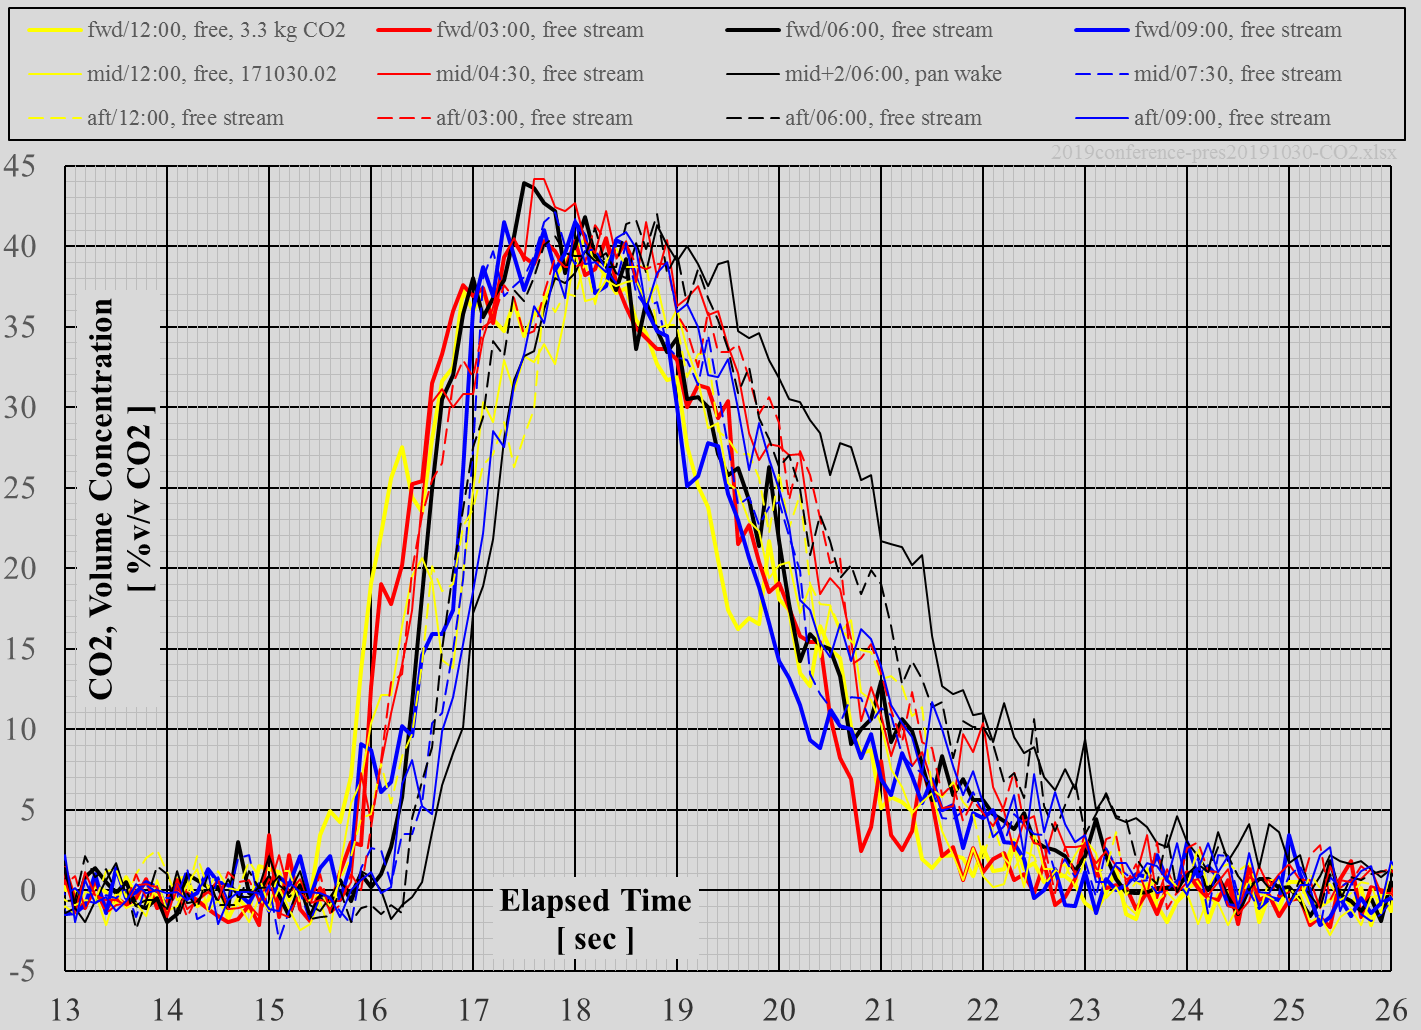 fwd/12:00, free, 3.3 kg CO2 fwd/03:00, free stream fwd/06:00, free stream fwd/09:00, free stream
mid/12:00, free, 171030.02 mid/04:30, free stream mid+2/06:00, pan wake mid/07:30, free stream
aft/12:00, free stream aft/03:00, free stream aft/06:00, free stream aft/09:00, free stream
2019conference-pres20191030-CO2.xlsx
45
40
35
30
25
20
15
10
5
0
-5
CO2, Volume Concentration
[ %v/v CO2 ]
Elapsed Time
[ sec ]
13 14 15 16 17 18 19 20 21 22 23 24 25 26